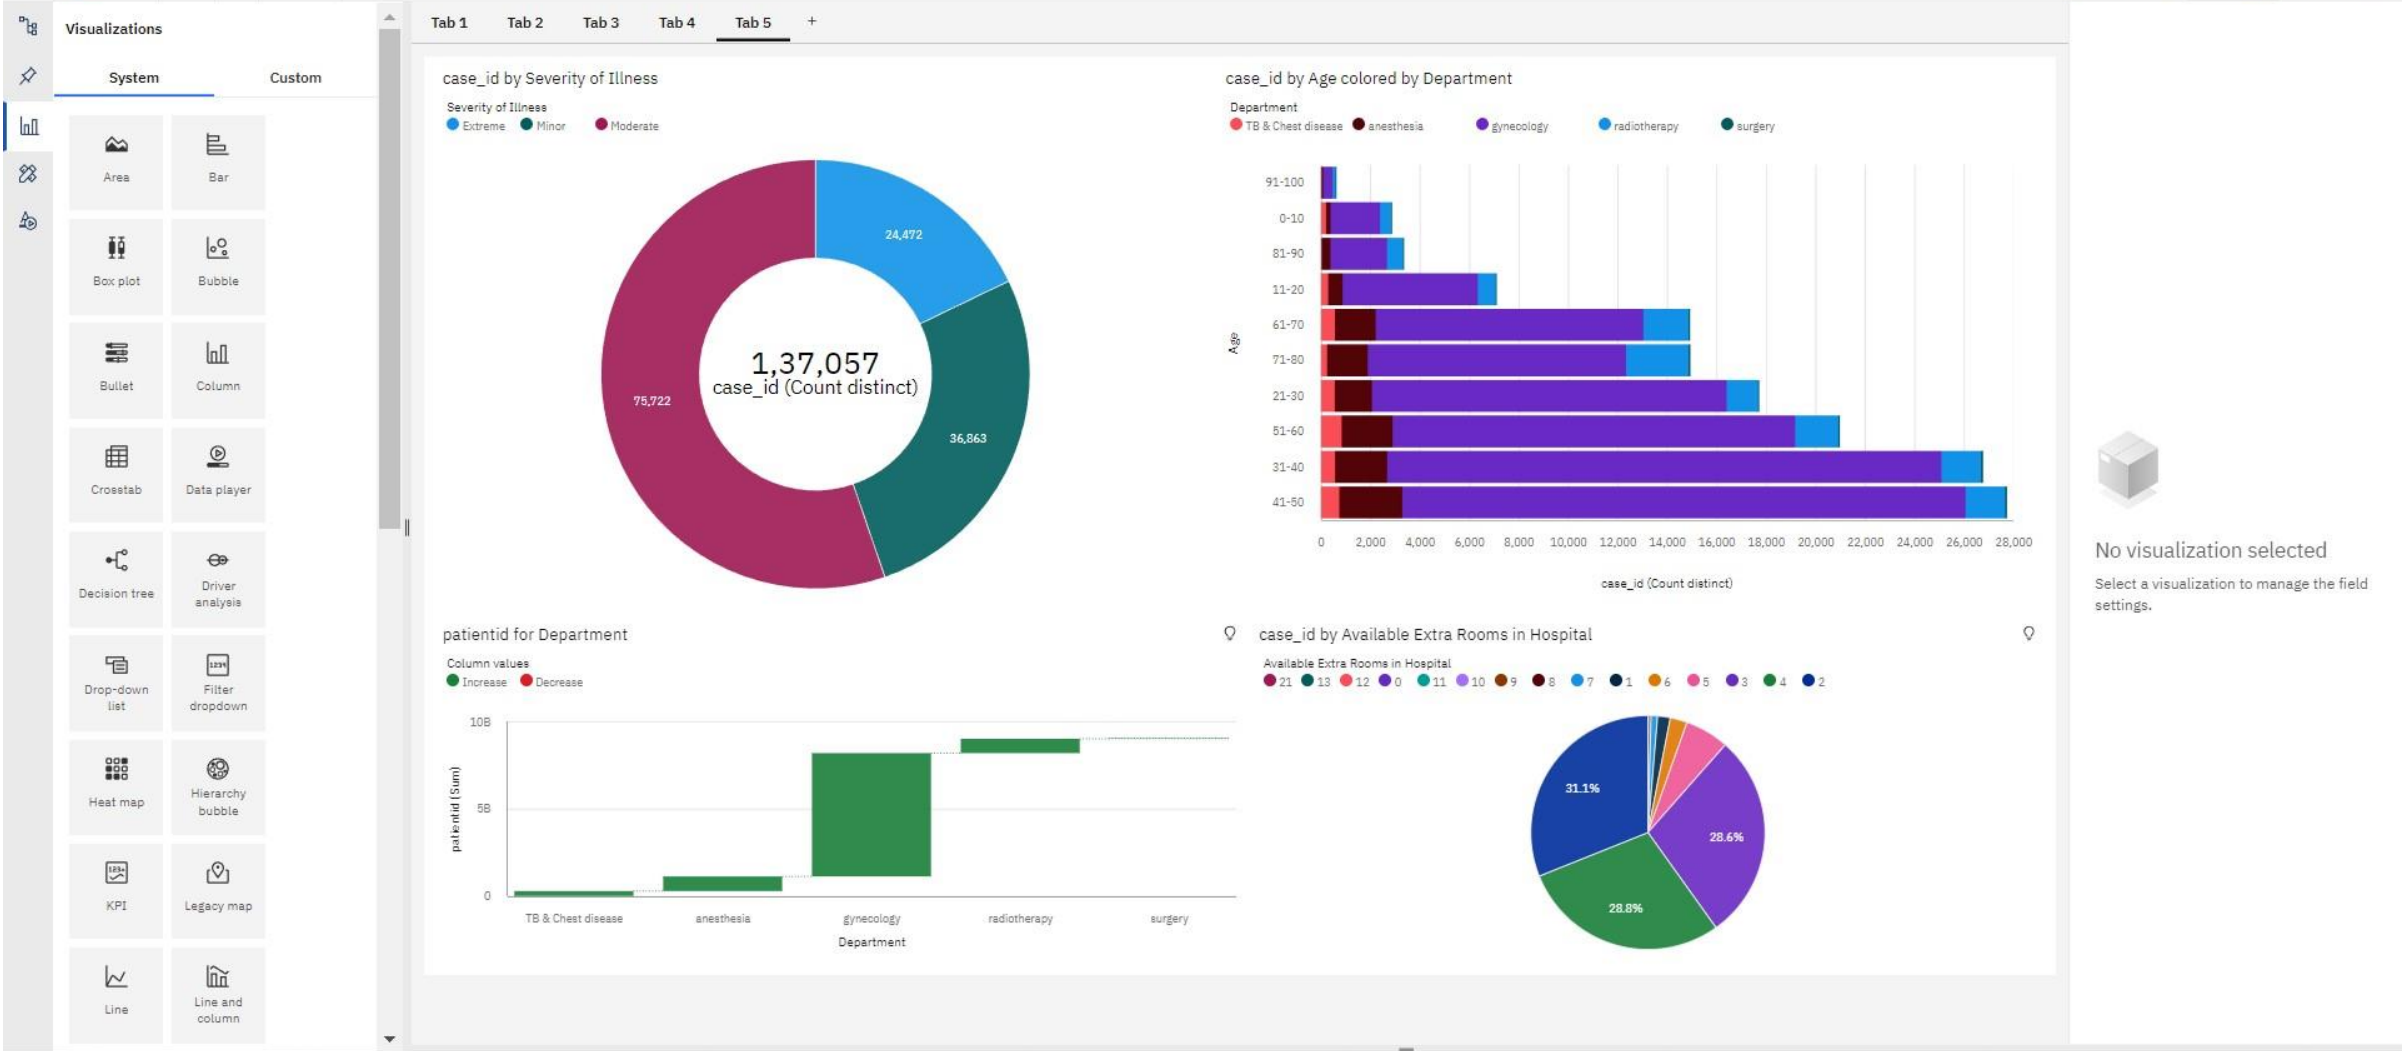 Visualizations
System Custom
Area Bar
Box plot Bubble
Bullet Column
Crosstab Data player
Decision tree Driver analysis
Drop-down list Filter dropdown
Heat map Hierarchy bubble
KPI Legacy map
Line Line and column
Tab 1 Tab 2 Tab 3 Tab 4 Tab 5 +
case_id by Severity of Illness
Severity of Illness
Extreme Minor Moderate
24,472
36,863
75,722
1,37,057
case_id (Count distinct)
case_id by Age colored by Department
Department
TB & Chest disease anesthesia gynecology radiotherapy surgery
Age
91-100
0-10
81-90
11-20
61-70
71-80
21-30
51-60
31-40
41-50
0 2,000 4,000 6,000 8,000 10,000 12,000 14,000 16,000 18,000 20,000 22,000 24,000 26,000 28,000
case_id (Count distinct)
patientid for Department
Column values
Increase Decrease
patientid (Sum)
10B
5B
0
TB & Chest disease anesthesia gynecology radiotherapy surgery
Department
case_id by Available Extra Rooms in Hospital
Available Extra Rooms in Hospital
21 13 12 0 11 10 9 8 7 1 6 5 3 4 2
31.1%
28.6%
28.8%
No visualization selected
Select a visualization to manage the field
settings.